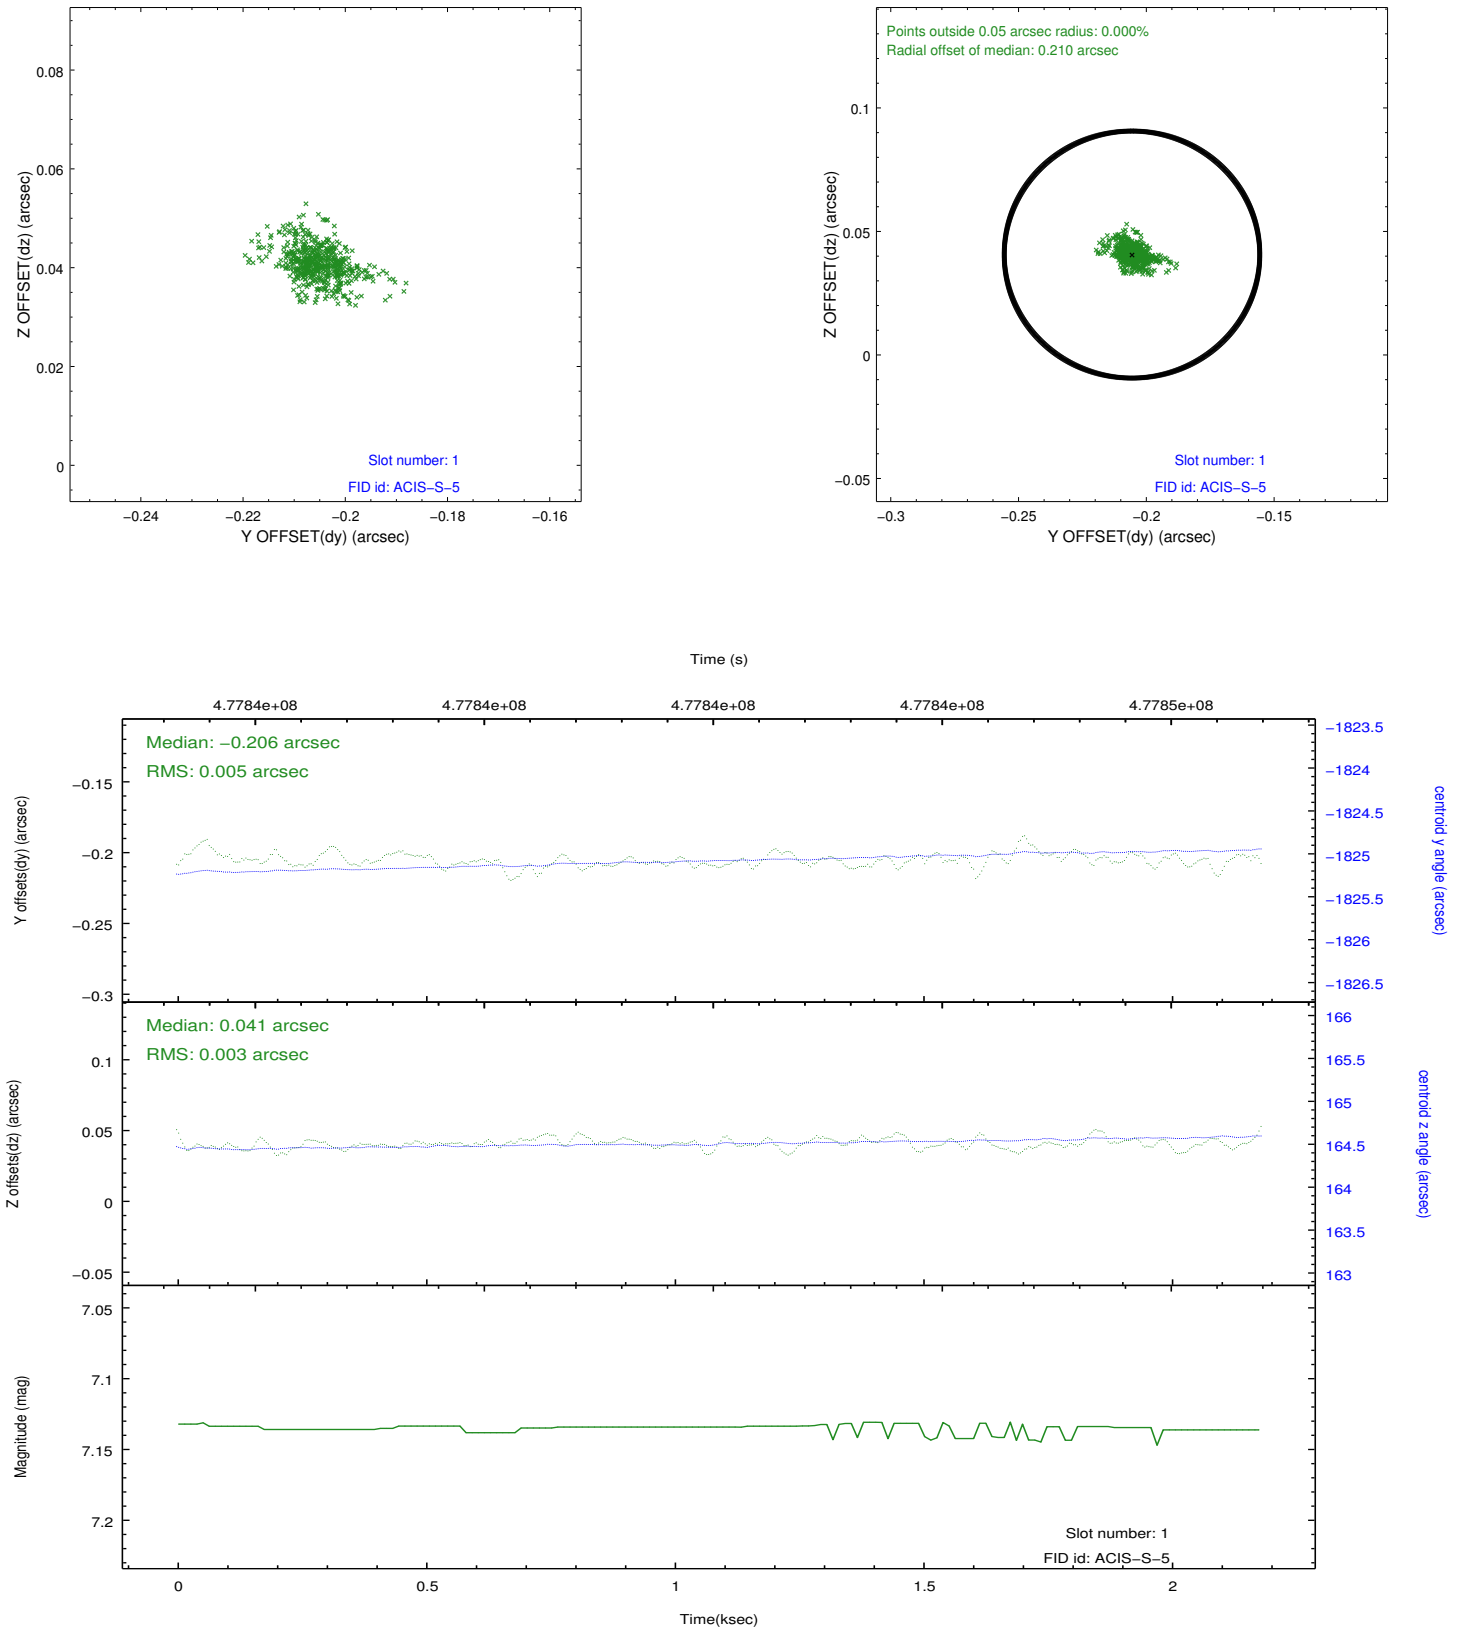 0.08
0.06
0.04
0.02
0
Z OFFSET(dz) (arcsec)
Slot number: 1
FID id: ACIS−S−5
−0.24 −0.22 −0.2 −0.18 −0.16
Y OFFSET(dy) (arcsec)
Points outside 0.05 arcsec radius: 0.000%
Radial offset of median: 0.210 arcsec
0.1
0.05
0
−0.05
Z OFFSET(dz) (arcsec)
Slot number: 1
FID id: ACIS−S−5
−0.3 −0.25 −0.2 −0.15
Y OFFSET(dy) (arcsec)
Time (s)
4.7784e+08 4.7784e+08 4.7784e+08 4.7784e+08 4.7785e+08
Median: −0.206 arcsec
RMS: 0.005 arcsec
−0.15
−0.2
−0.25
−0.3
Y offsets(dy) (arcsec)
−1823.5
−1824
−1824.5
−1825
−1825.5
−1826
−1826.5
centroid y angle (arcsec)
Median: 0.041 arcsec
RMS: 0.003 arcsec
0.1
0.05
0
−0.05
Z offsets(dz) (arcsec)
166
165.5
165
164.5
164
163.5
163
centroid z angle (arcsec)
7.05
7.1
7.15
7.2
Magnitude (mag)
Slot number: 1
FID id: ACIS−S−5
0 0.5 1 1.5 2
Time(ksec)